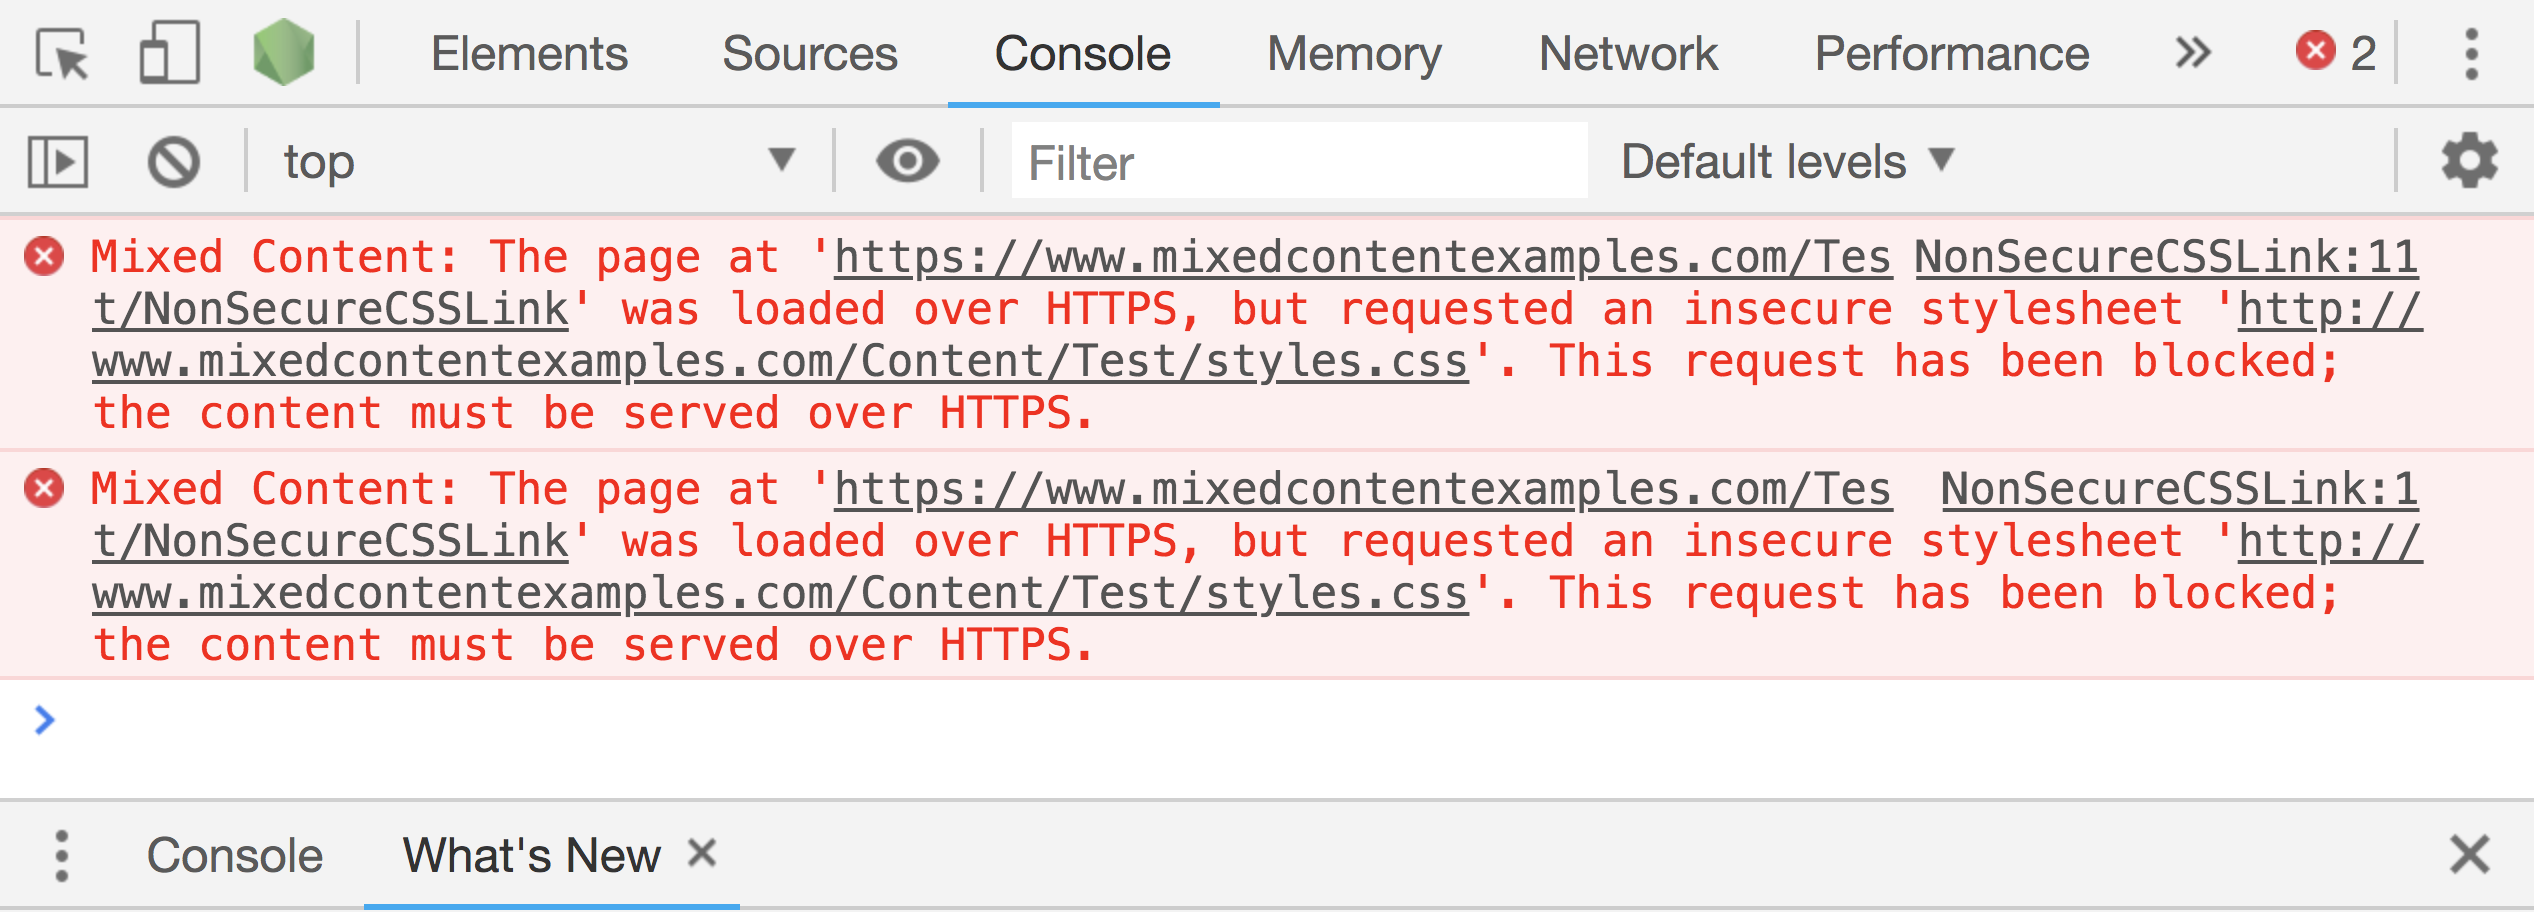 Elements Sources Console Memory Network Performance 2
top Filter Default levels
Mixed Content: The page at 'https://www.mixedcontentexamples.com/Tes NonSecureCSSLink:11
t/NonSecureCSSLink' was loaded over HTTPS, but requested an insecure stylesheet 'http://
www.mixedcontentexamples.com/Content/Test/styles.css'. This request has been blocked;
the content must be served over HTTPS.
Mixed Content: The page at 'https://www.mixedcontentexamples.com/Tes NonSecureCSSLink:1
t/NonSecureCSSLink' was loaded over HTTPS, but requested an insecure stylesheet 'http://
www.mixedcontentexamples.com/Content/Test/styles.css'. This request has been blocked;
the content must be served over HTTPS.
Console What's New